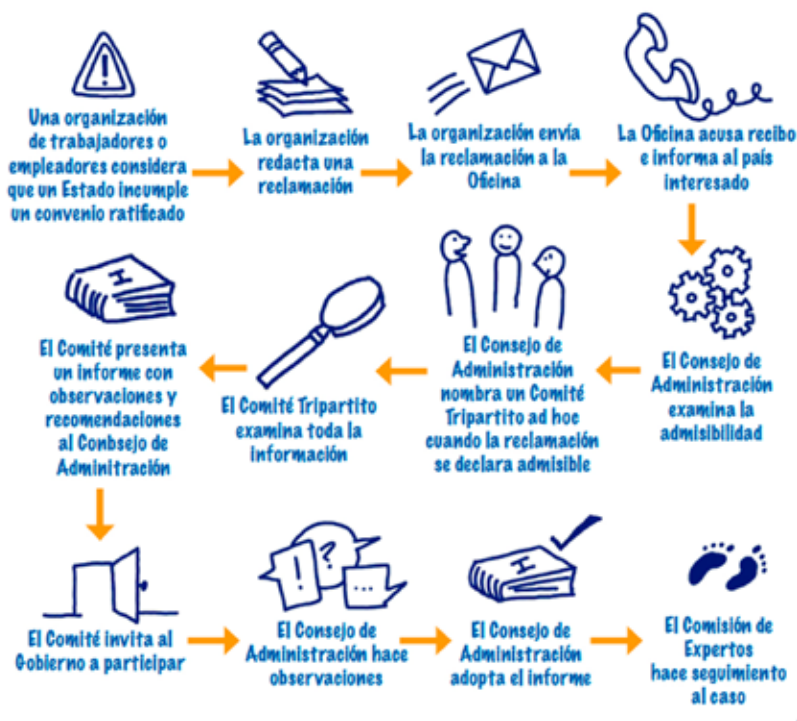 Una organización
de trabajadores o
empleadores considera
que un Estado incumple
un convenio ratificado
La organización
redacta una
reclamación
La organización envía
la reclamación a la
Oficina
La Oficina acusa recibo
e informa al país
interesado
El Consejo de
Administración
examina la
admisibilidad
El Consejo de
Administración
nombra un Comité
Tripartito ad hoc
cuando la reclamación
se declara admisible
El Comité Tripartito
examina toda la
información
El Comité presenta
un informe con
observaciones y
recomendaciones
al Conbsejo de
Adminitración
El Comité invita al
Gobierno a participar
El Consejo de
Administración hace
observaciones
El Consejo de
Administración
adopta el informe
El Comisión de
Expertos
hace seguimiento
al caso